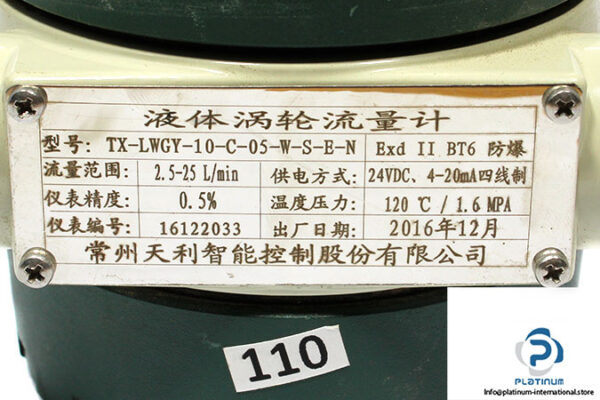 液体涡轮流量计
型号: TX-LWGY-10-C-05-W-S-E-N Exd II BT6 防爆
流量范围: 2.5-25 L/min 供电方式: 24VDC、4-20mA四线制
仪表精度: 0.5% 温度压力: 120 ℃ / 1.6 MPA
仪表编号: 16122033 出厂日期: 2016年12月
常州天利智能控制股份有限公司
110
PLATINUM
info@platinum-international.store